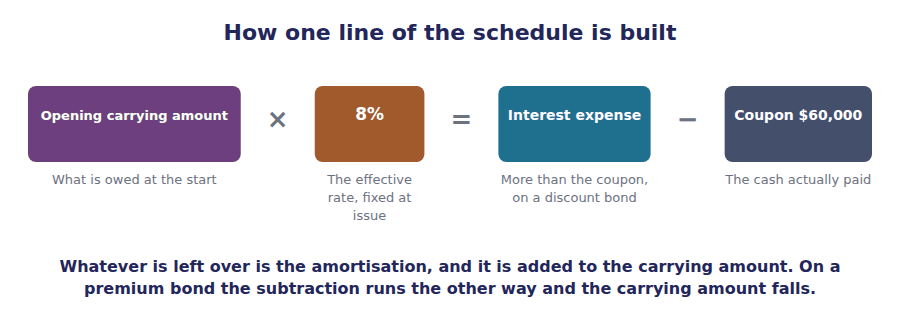 How one line of the schedule is built
Opening carrying amount × 8% = Interest expense − Coupon $60,000
What is owed at the start
The effective
rate, fixed at
issue
More than the coupon,
on a discount bond
The cash actually paid
Whatever is left over is the amortisation, and it is added to the carrying amount. On a
premium bond the subtraction runs the other way and the carrying amount falls.